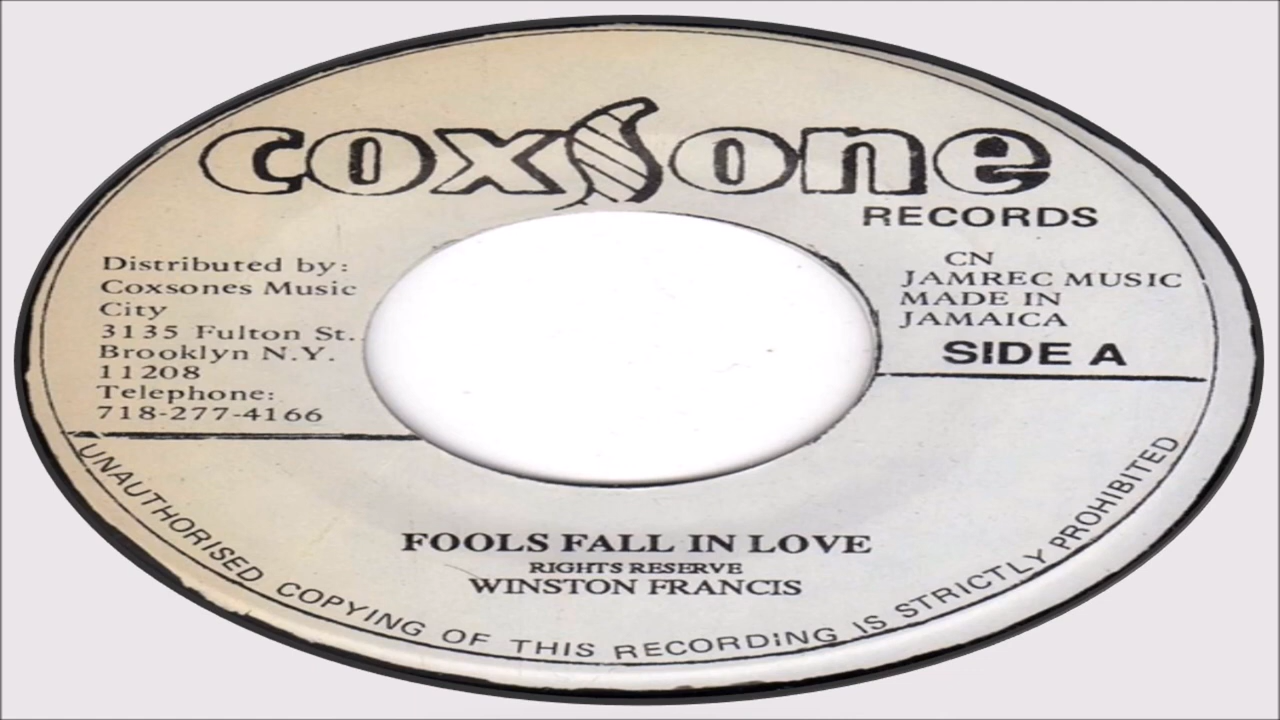 coxsone
RECORDS
Distributed by:
Coxsones Music
City
3135 Fulton St.
Brooklyn N.Y.
11208
Telephone:
718-277-4166
CN
JAMREC MUSIC
MADE IN
JAMAICA
SIDE A
FOOLS FALL IN LOVE
RIGHTS RESERVE
WINSTON FRANCIS
UNAUTHORISED COPYING OF THIS RECORDING IS STRICTLY PROHIBITED